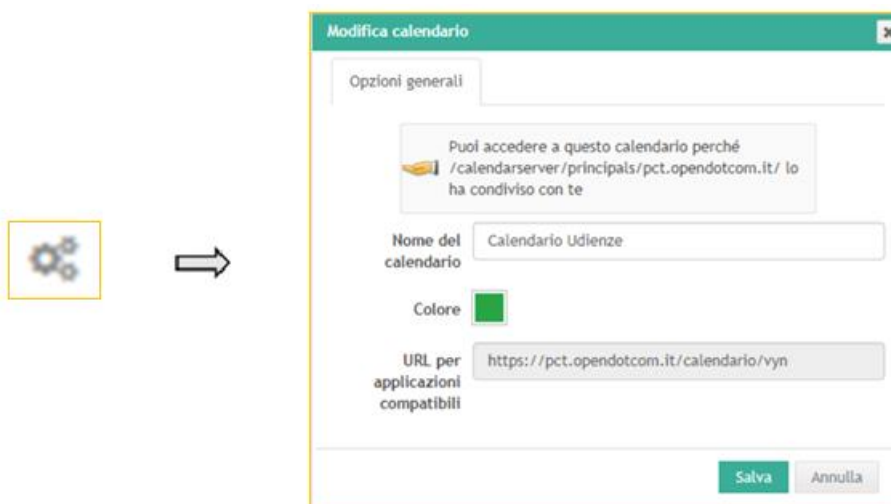 Modifica calendario
Opzioni generali
Puoi accedere a questo calendario perché
/calendarserver/principals/pct.opendotcom.it/ lo
ha condiviso con te
Nome del
calendario
Calendario Udienze
Colore
URL per
applicazioni
compatibili
https://pct.opendotcom.it/calendario/vyn
Salva
Annulla